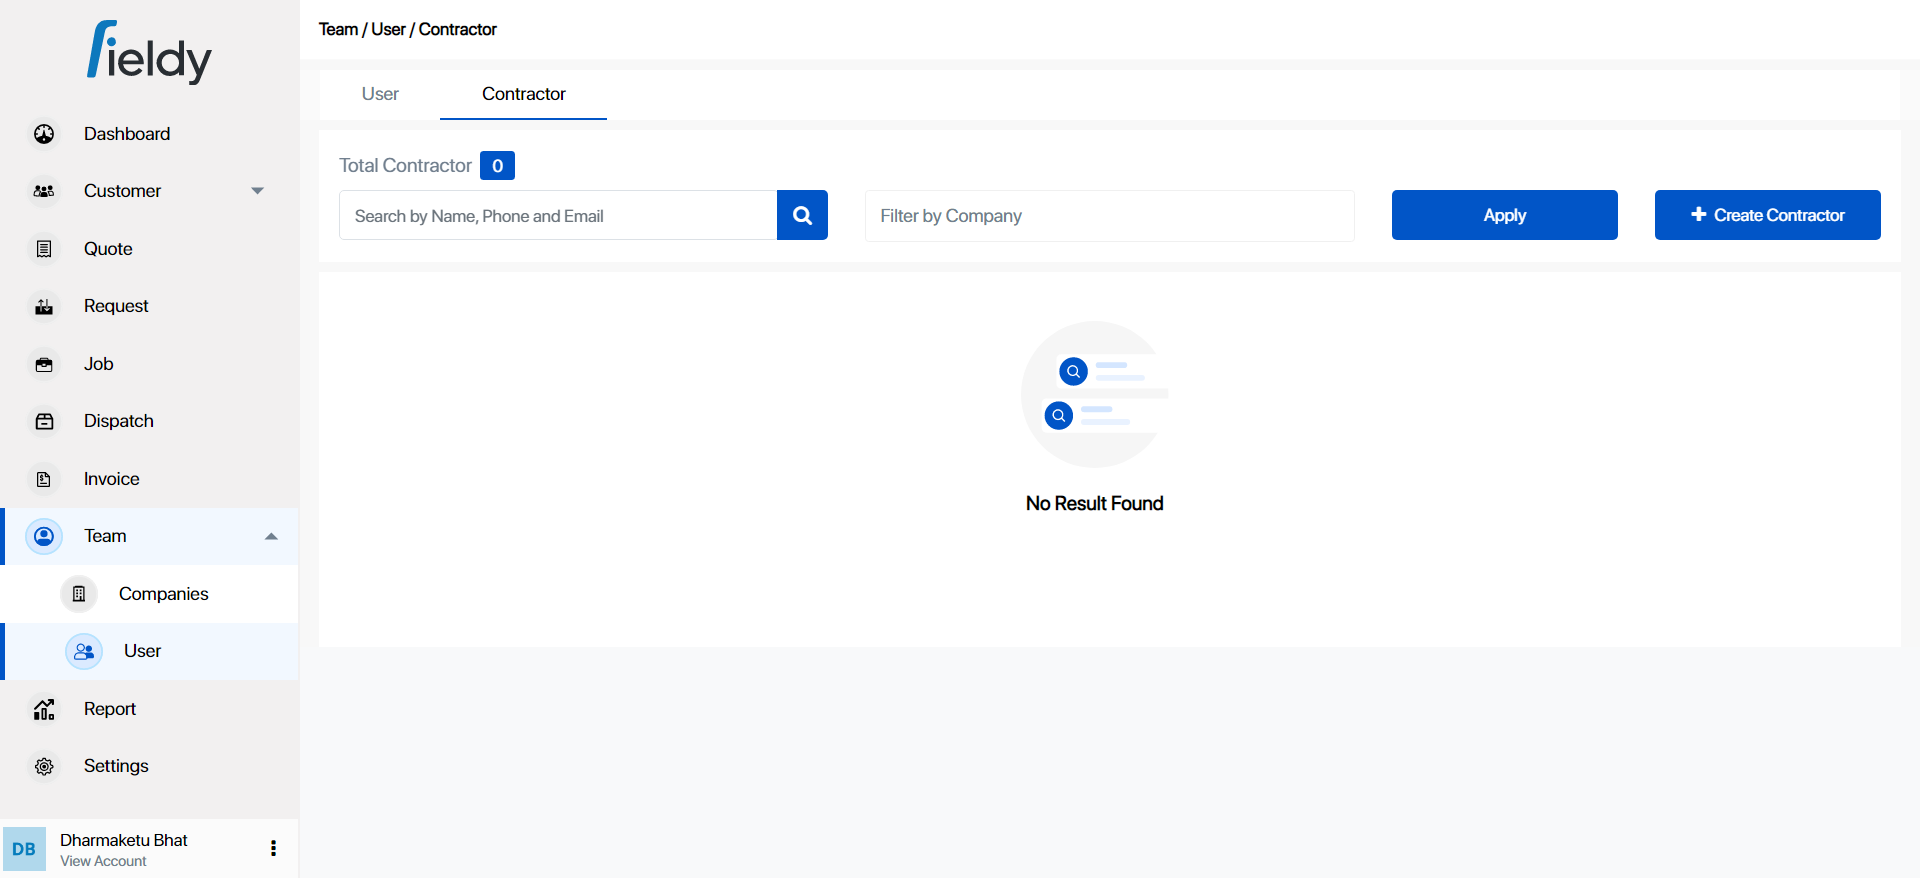 fieldy
Dashboard
Customer
Quote
Request
Job
Dispatch
Invoice
Team
Companies
User
Report
Settings
DB
Dharmaketu Bhat
View Account
Team / User / Contractor
User
Contractor
Total Contractor 0
Search by Name, Phone and Email
Filter by Company
Apply
Create Contractor
No Result Found